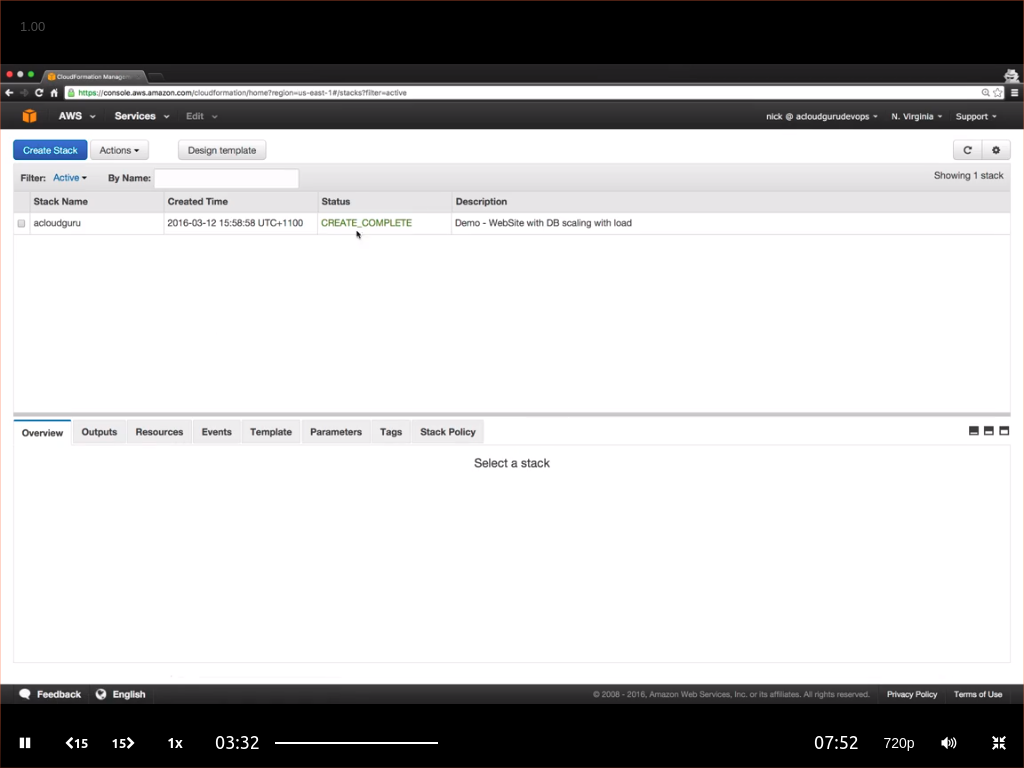 1.00
CloudFormation Manage
https://console.aws.amazon.com/cloudformation/home?region=us-east-1#/stacks?filter=active
AWS Services Edit nick @ acloudgurudevops N. Virginia Support
Create Stack Actions Design template
Filter: Active By Name: Showing 1 stack
Stack Name Created Time Status Description
acloudguru 2016-03-12 15:58:58 UTC+1100 CREATE_COMPLETE Demo - WebSite with DB scaling with load
Overview Outputs Resources Events Template Parameters Tags Stack Policy
Select a stack
Feedback English © 2008 - 2016, Amazon Web Services, Inc. or its affiliates. All rights reserved. Privacy Policy Terms of Use
15 15 1x 03:32 07:52 720p